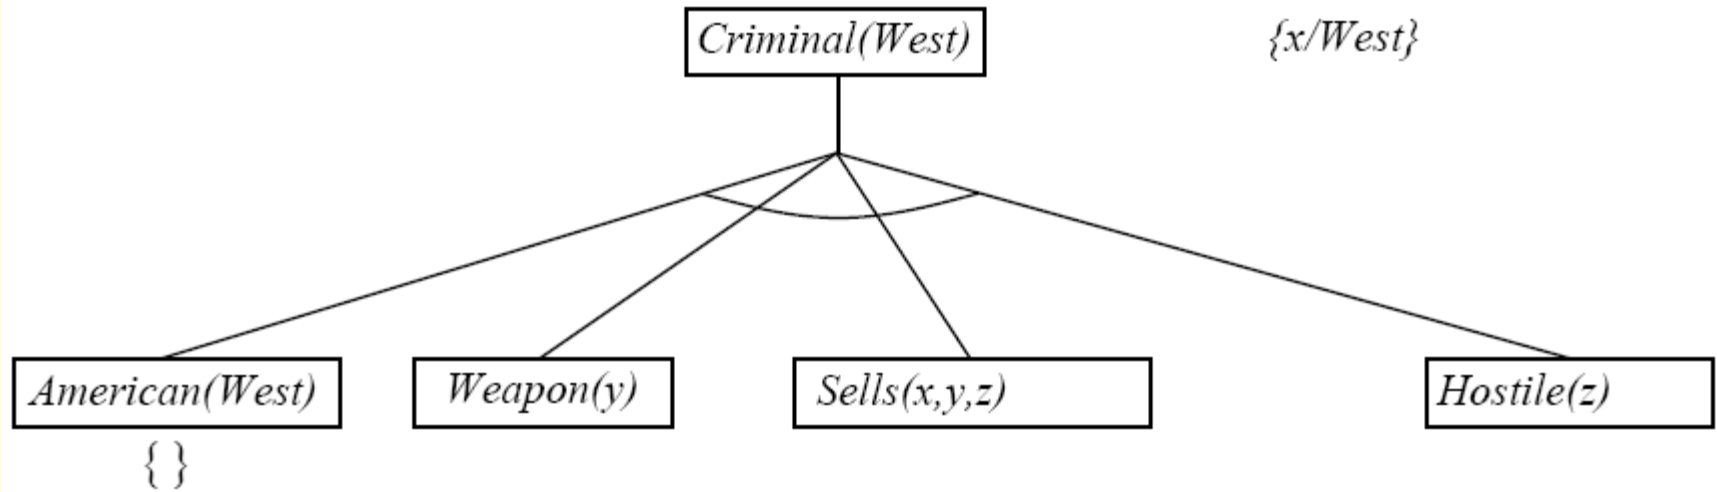 Criminal(West)
{x/West}
American(West)
Weapon(y)
Sells(x,y,z)
Hostile(z)
{ }